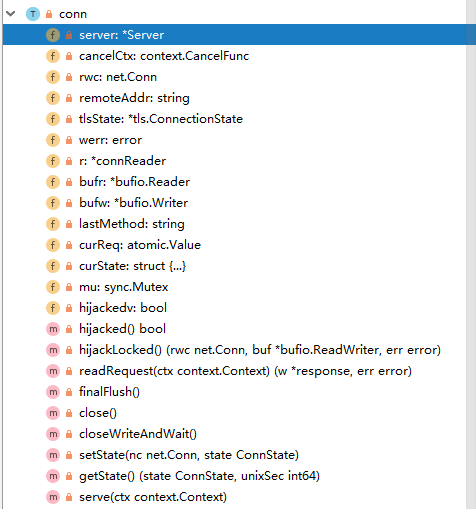 T conn
f server: *Server
f cancelCtx: context.CancelFunc
f rwc: net.Conn
f remoteAddr: string
f tlsState: *tls.ConnectionState
f werr: error
f r: *connReader
f bufr: *bufio.Reader
f bufw: *bufio.Writer
f lastMethod: string
f curReq: atomic.Value
f curState: struct {...}
f mu: sync.Mutex
f hijackedv: bool
m hijacked() bool
m hijackLocked() (rwc net.Conn, buf *bufio.ReadWriter, err error)
m readRequest(ctx context.Context) (w *response, err error)
m finalFlush()
m close()
m closeWriteAndWait()
m setState(nc net.Conn, state ConnState)
m getState() (state ConnState, unixSec int64)
m serve(ctx context.Context)